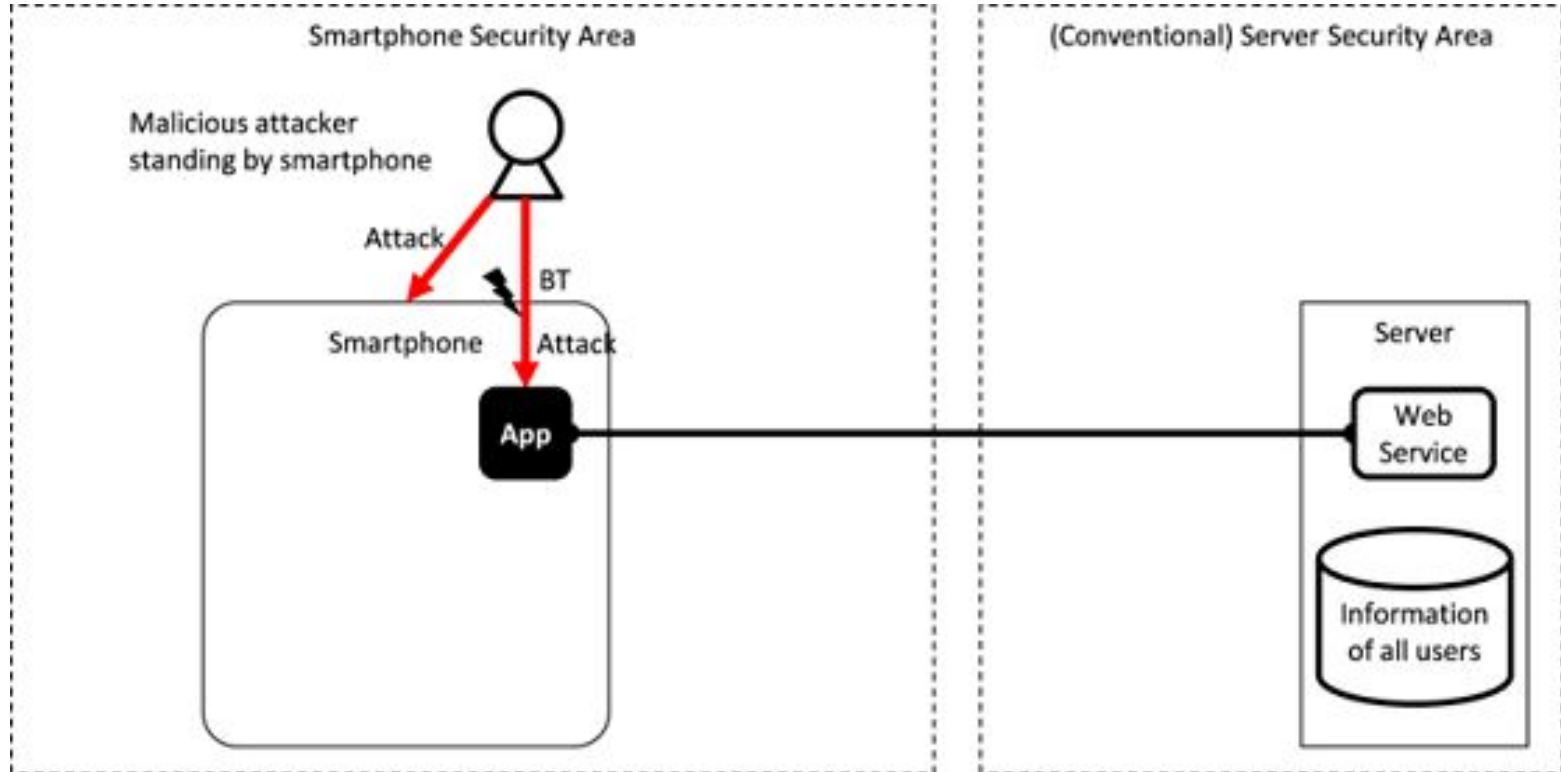 Smartphone Security Area
(Conventional) Server Security Area
Malicious attacker
standing by smartphone
Attack
BT
Smartphone
Attack
Server
App
Web
Service
Information
of all users